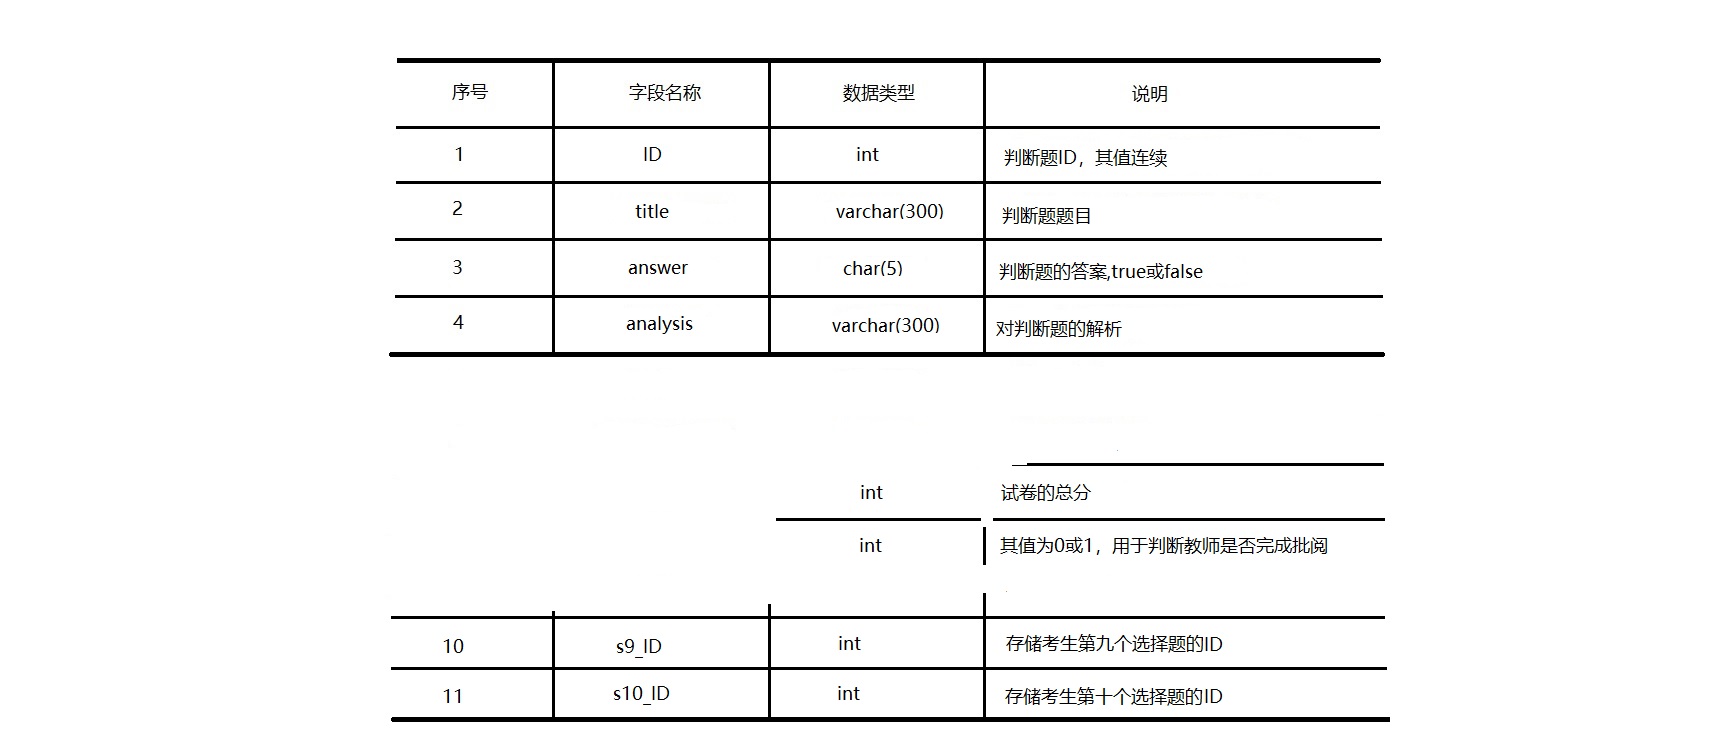 序号 字段名称 数据类型 说明
1 ID int 判断题ID，其值连续
2 title varchar(300) 判断题题目
3 answer char(5) 判断题的答案,true或false
4 analysis varchar(300) 对判断题的解析
int 试卷的总分
int 其值为0或1，用于判断教师是否完成批阅
10 s9_ID int 存储考生第九个选择题的ID
11 s10_ID int 存储考生第十个选择题的ID